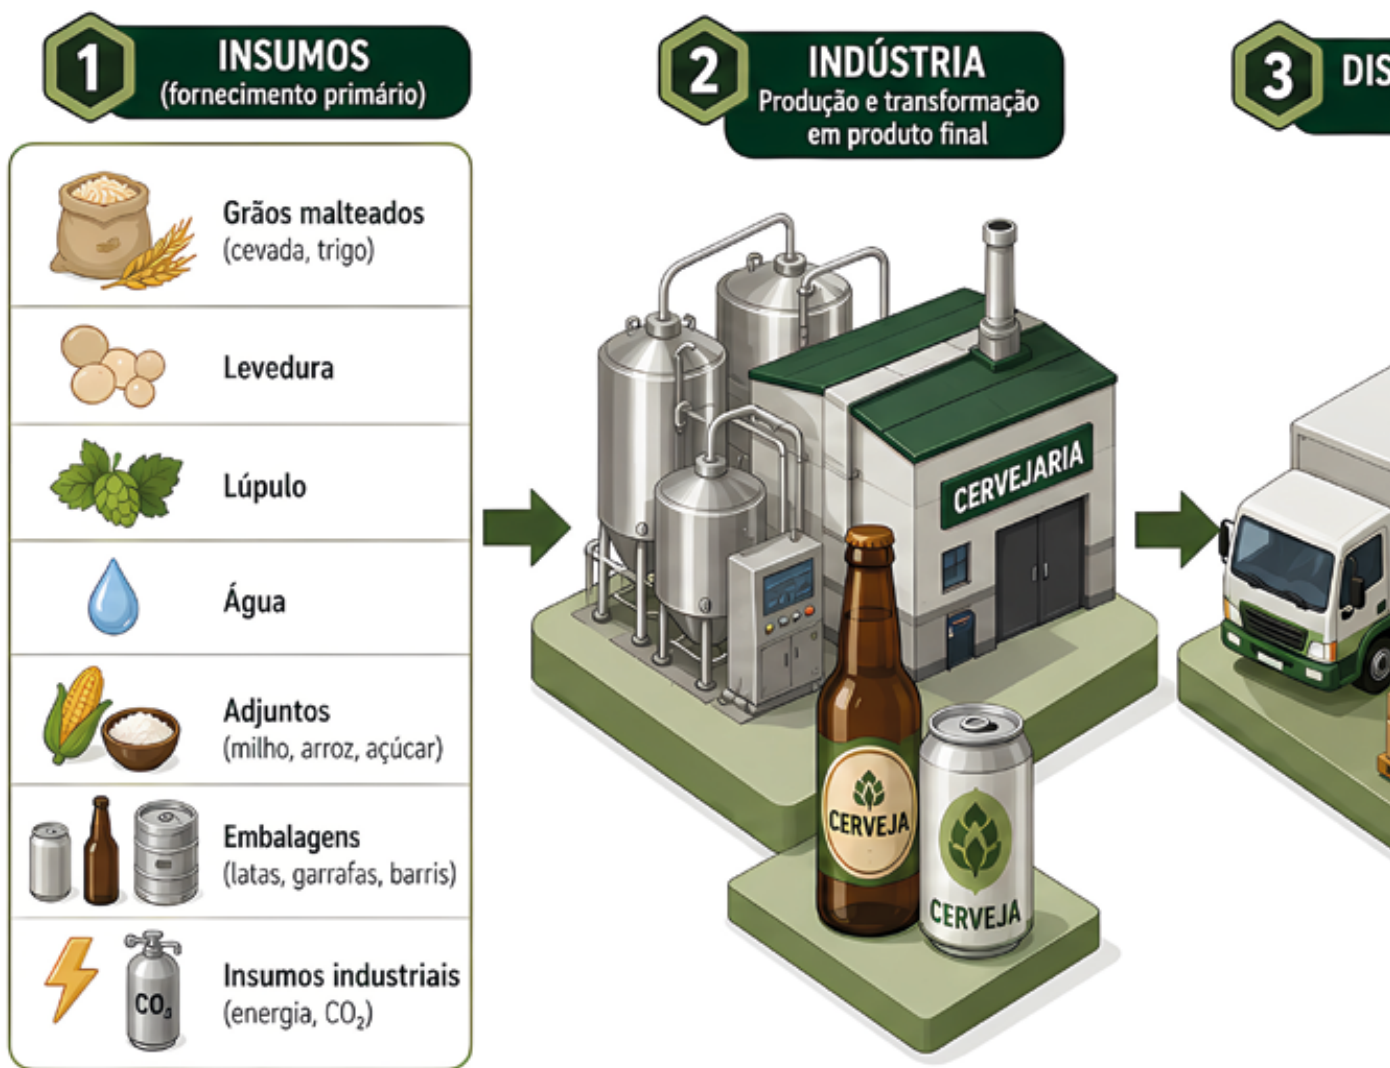 1
INSUMOS
(fornecimento primário)
Grãos malteados
(cevada, trigo)
Levedura
Lúpulo
Água
Adjuntos
(milho, arroz, açúcar)
Embalagens
(latas, garrafas, barris)
CO₂
Insumos industriais
(energia, CO₂)
2
INDÚSTRIA
Produção e transformação
em produto final
CERVEJARIA
CERVEJA
CERVEJA
3
DIS